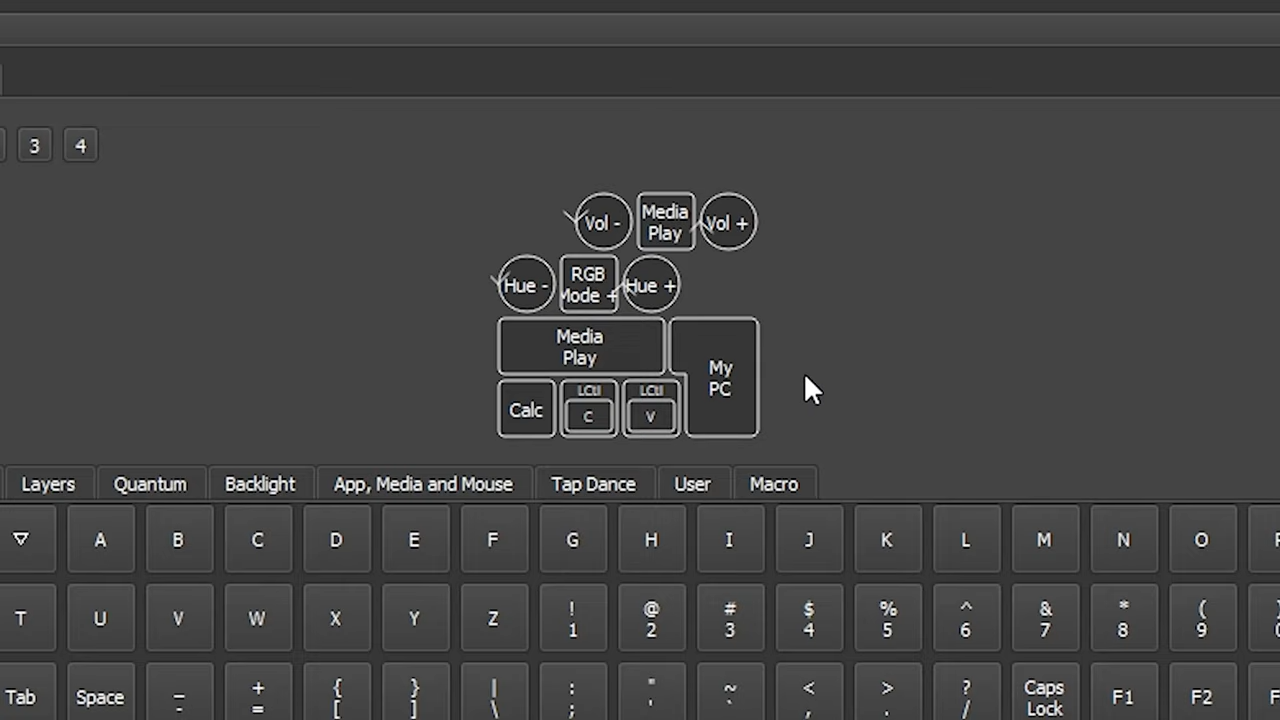 3 4
Vol - Media Play Vol +
Hue - RGB Mode + Hue +
Media Play
My PC
Calc LCtl C LCtl V
Layers Quantum Backlight App, Media and Mouse Tap Dance User Macro
▽ A B C D E F G H I J K L M N O
T U V W X Y Z ! 1 @ 2 # 3 $ 4 % 5 ^ 6 & 7 * 8 ( 9
Tab Space _ - + = { [ } ] | \ : ; " ' ~ ` < , > . ? / Caps Lock F1 F2